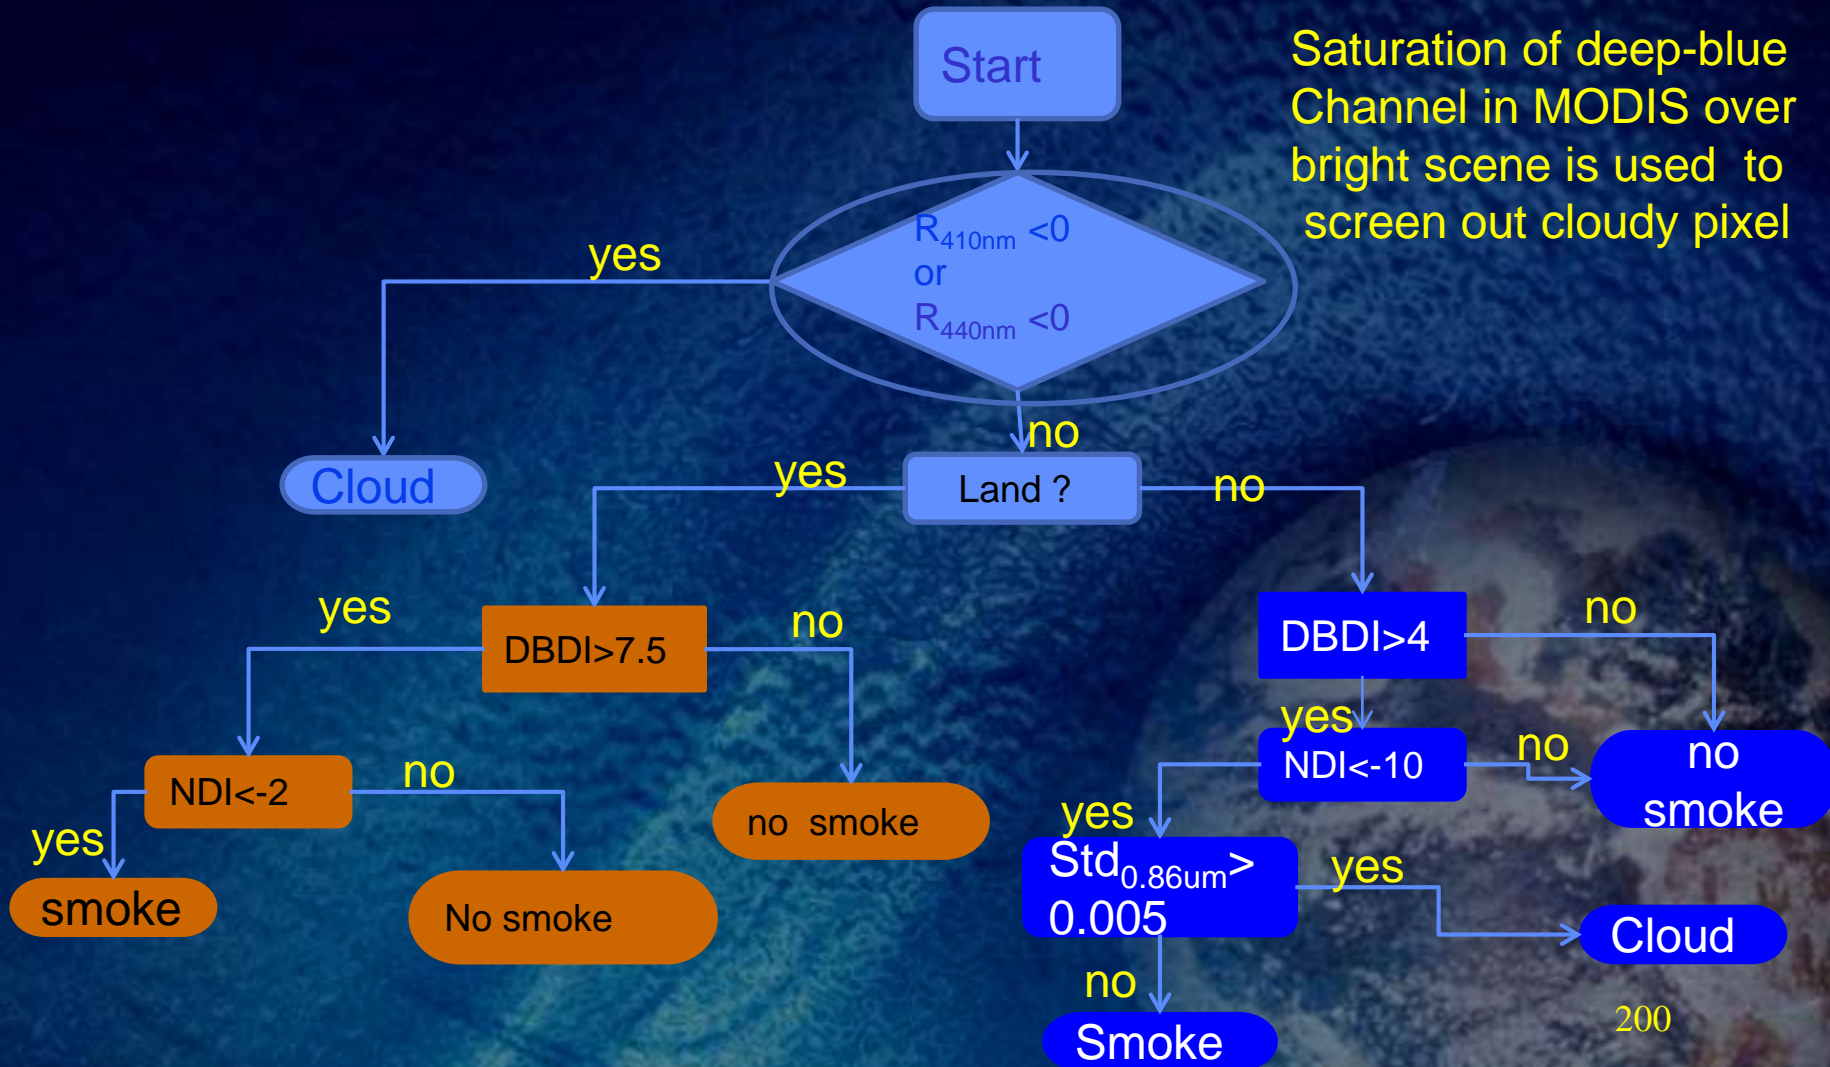 Start
Saturation of deep-blue
Channel in MODIS over
bright scene is used to
screen out cloudy pixel
R410nm <0
or
R440nm <0
yes
no
Cloud
yes
Land ?
no
yes
DBDI>7.5
no
DBDI>4
no
yes
NDI<-2
no
no smoke
NDI<-10
no
no
smoke
yes
smoke
No smoke
yes
Std0.86um>
0.005
yes
Cloud
no
Smoke
200